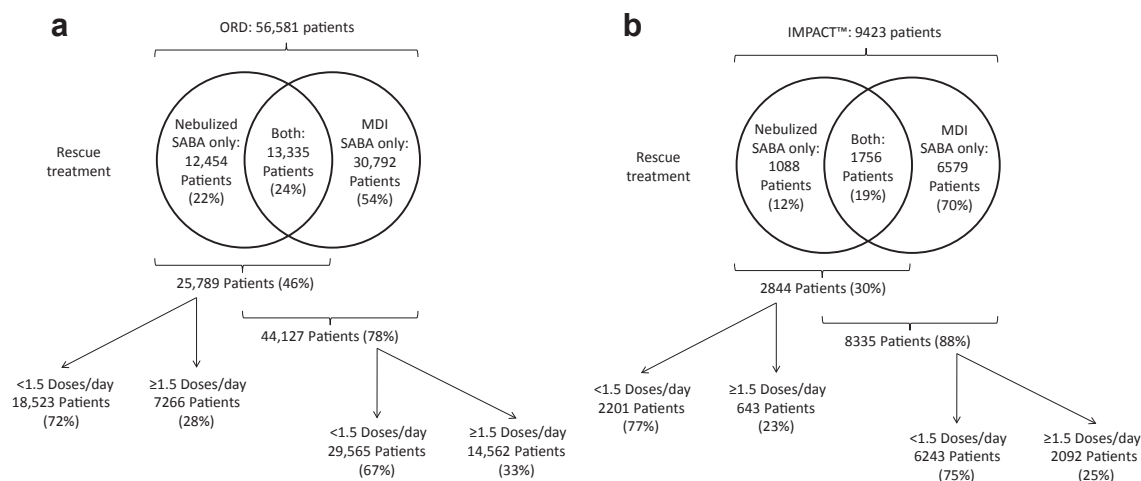 a
ORD: 56,581 patients
Rescue
treatment
Nebulized
SABA only:
12,454
Patients
(22%)
Both:
13,335
Patients
(24%)
MDI
SABA only:
30,792
Patients
(54%)
25,789 Patients (46%)
44,127 Patients (78%)
<1.5 Doses/day
18,523 Patients
(72%)
≥1.5 Doses/day
7266 Patients
(28%)
<1.5 Doses/day
29,565 Patients
(67%)
≥1.5 Doses/day
14,562 Patients
(33%)
b
IMPACT™: 9423 patients
Rescue
treatment
Nebulized
SABA only:
1088
Patients
(12%)
Both:
1756
Patients
(19%)
MDI
SABA only:
6579
Patients
(70%)
2844 Patients (30%)
8335 Patients (88%)
<1.5 Doses/day
2201 Patients
(77%)
≥1.5 Doses/day
643 Patients
(23%)
<1.5 Doses/day
6243 Patients
(75%)
≥1.5 Doses/day
2092 Patients
(25%)